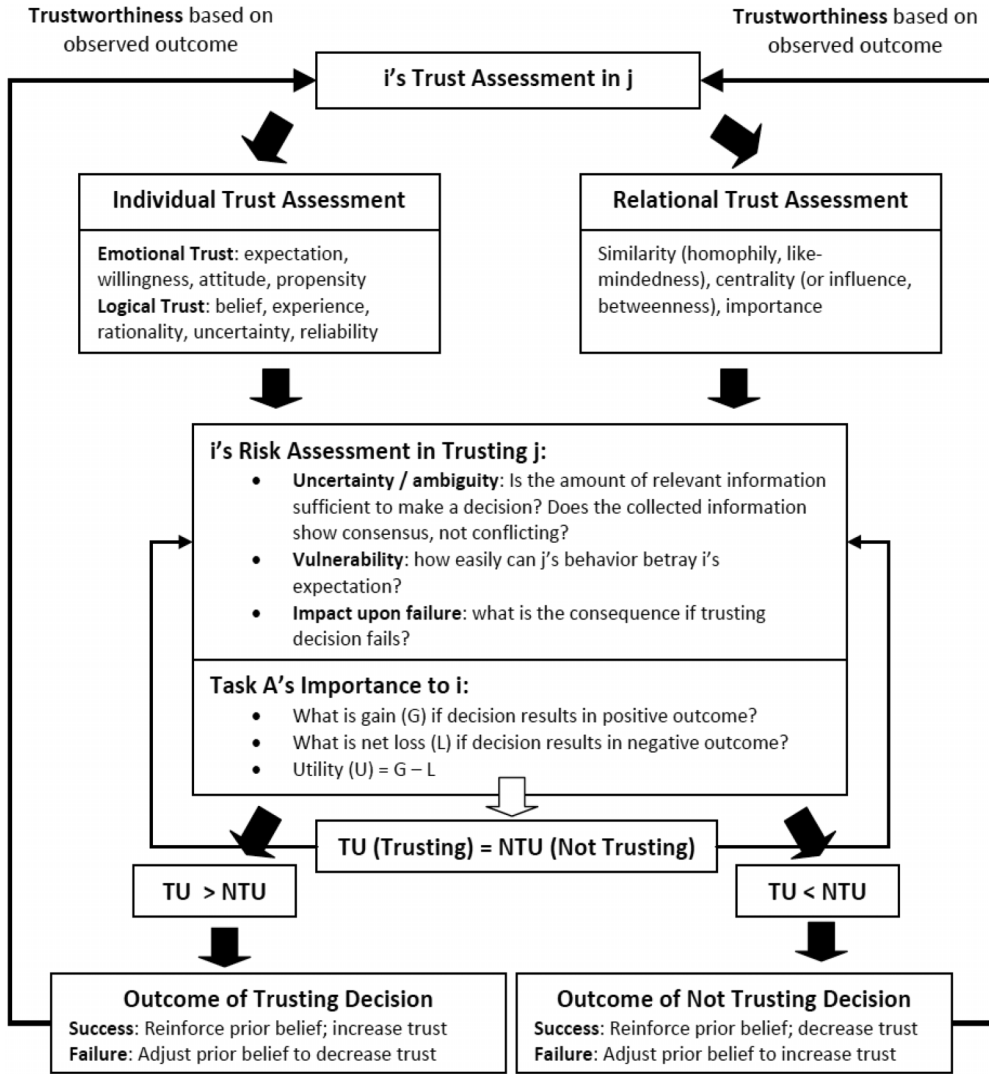 Trustworthiness based on
observed outcome
Trustworthiness based on
observed outcome
i's Trust Assessment in j
Individual Trust Assessment
Emotional Trust: expectation,
willingness, attitude, propensity
Logical Trust: belief, experience,
rationality, uncertainty, reliability
Relational Trust Assessment
Similarity (homophily, like-
mindedness), centrality (or influence,
betweenness), importance
i's Risk Assessment in Trusting j:
• Uncertainty / ambiguity: Is the amount of relevant information
sufficient to make a decision? Does the collected information
show consensus, not conflicting?
• Vulnerability: how easily can j's behavior betray i's
expectation?
• Impact upon failure: what is the consequence if trusting
decision fails?
Task A's Importance to i:
• What is gain (G) if decision results in positive outcome?
• What is net loss (L) if decision results in negative outcome?
• Utility (U) = G – L
TU (Trusting) = NTU (Not Trusting)
TU > NTU
TU < NTU
Outcome of Trusting Decision
Success: Reinforce prior belief; increase trust
Failure: Adjust prior belief to decrease trust
Outcome of Not Trusting Decision
Success: Reinforce prior belief; decrease trust
Failure: Adjust prior belief to increase trust